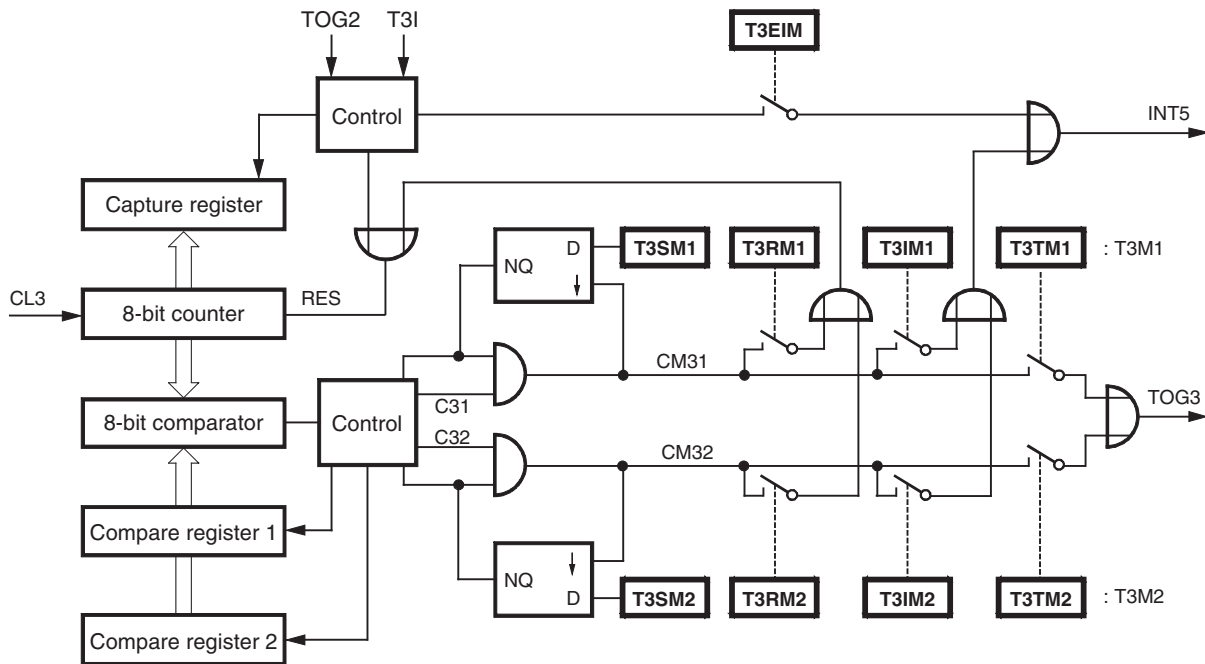 TOG2
T3I
T3EIM
Control
INT5
Capture register
NQ
D
T3SM1
T3RM1
T3IM1
T3TM1
: T3M1
CL3
8-bit counter
RES
CM31
C31
8-bit comparator
Control
TOG3
C32
CM32
Compare register 1
NQ
D
T3SM2
T3RM2
T3IM2
T3TM2
: T3M2
Compare register 2